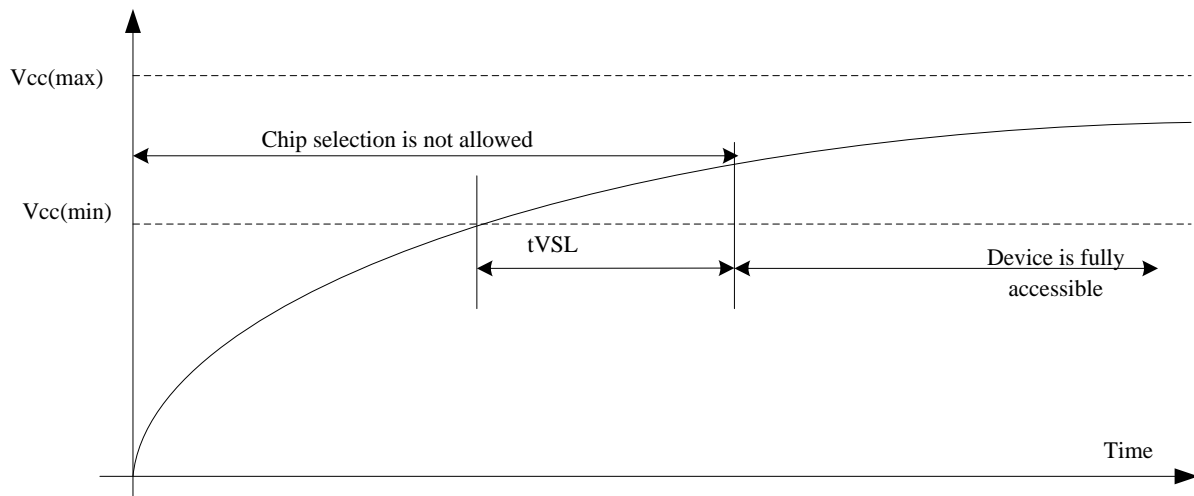 Vcc(max)
Chip selection is not allowed
Vcc(min)
tVSL
Device is fully
accessible
Time